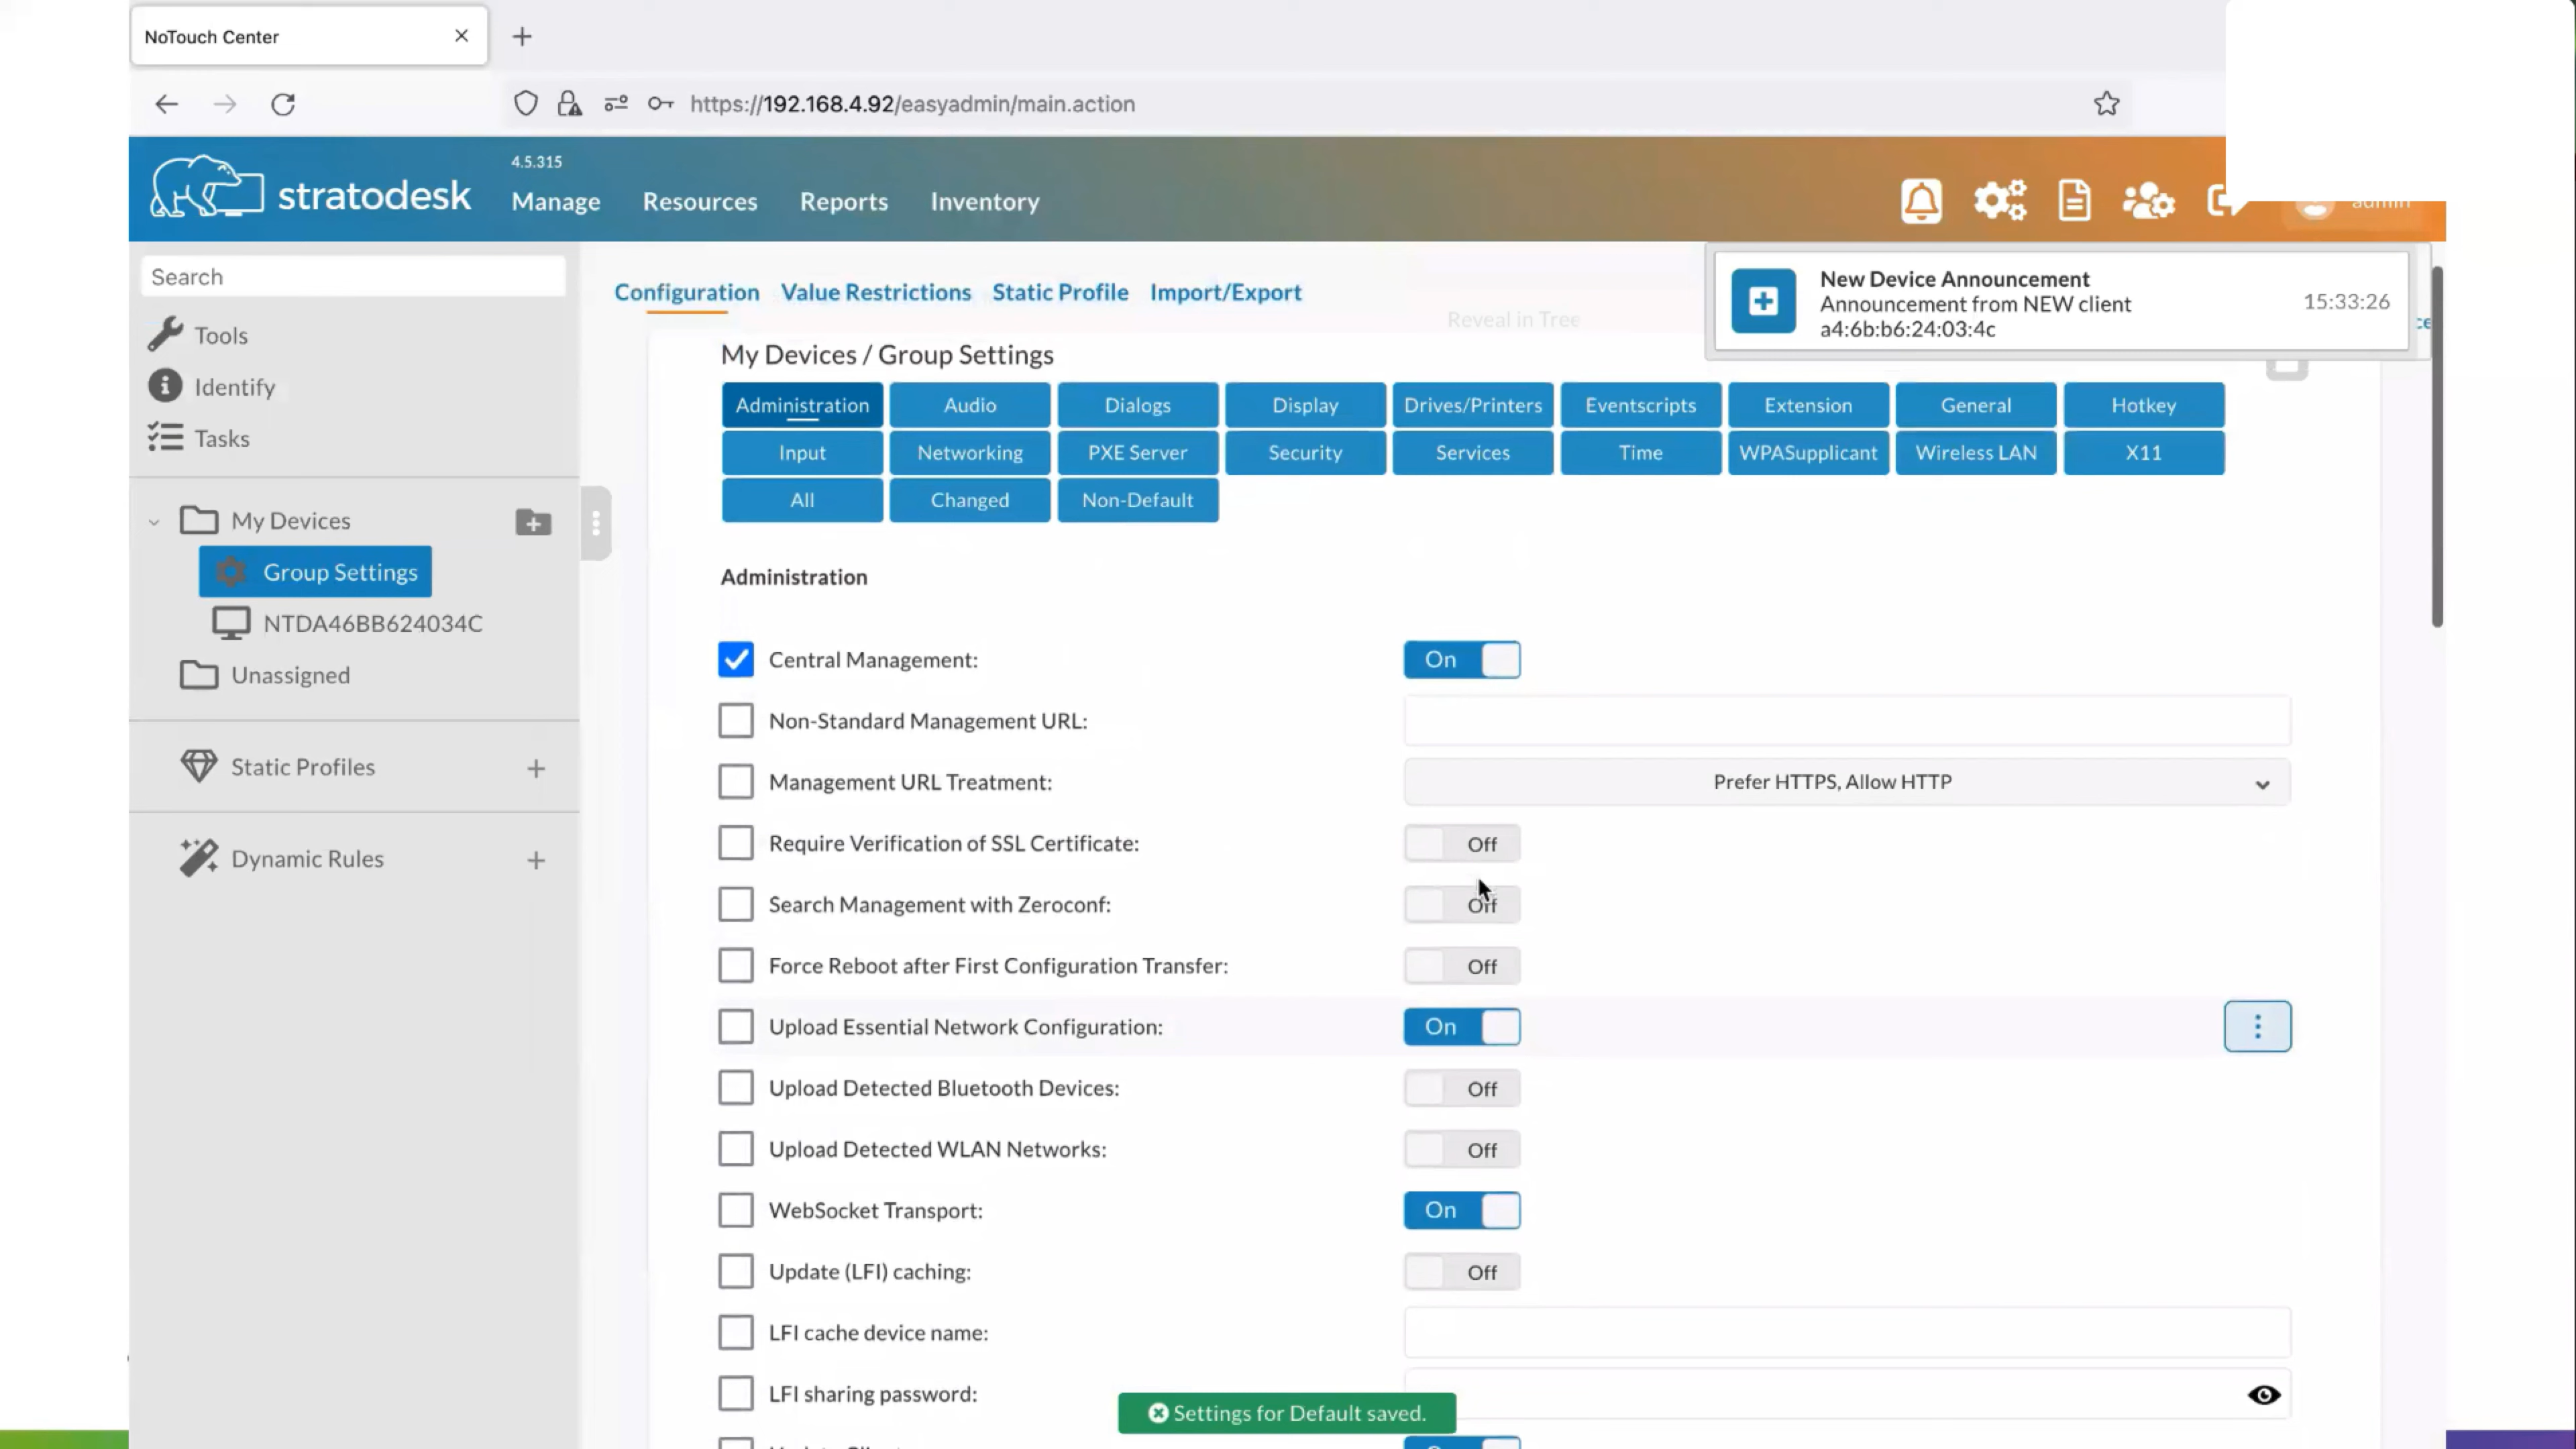 NoTouch Center
https://192.168.4.92/easyadmin/main.action
stratodesk
4.5.315
Manage
Resources
Reports
Inventory
admin
Search
Tools
Identify
Tasks
My Devices
Group Settings
NTDA46BB624034C
Unassigned
Static Profiles
Dynamic Rules
Configuration
Value Restrictions
Static Profile
Import/Export
Reveal in Tree
New Device Announcement
Announcement from NEW client
a4:6b:b6:24:03:4c
15:33:26
My Devices / Group Settings
Administration
Audio
Dialogs
Display
Drives/Printers
Eventscripts
Extension
General
Hotkey
Input
Networking
PXE Server
Security
Services
Time
WPASupplicant
Wireless LAN
X11
All
Changed
Non-Default
Administration
Central Management: On
Non-Standard Management URL:
Management URL Treatment: Prefer HTTPS, Allow HTTP
Require Verification of SSL Certificate: Off
Search Management with Zeroconf: Off
Force Reboot after First Configuration Transfer: Off
Upload Essential Network Configuration: On
Upload Detected Bluetooth Devices: Off
Upload Detected WLAN Networks: Off
WebSocket Transport: On
Update (LFI) caching: Off
LFI cache device name:
LFI sharing password:
Settings for Default saved.